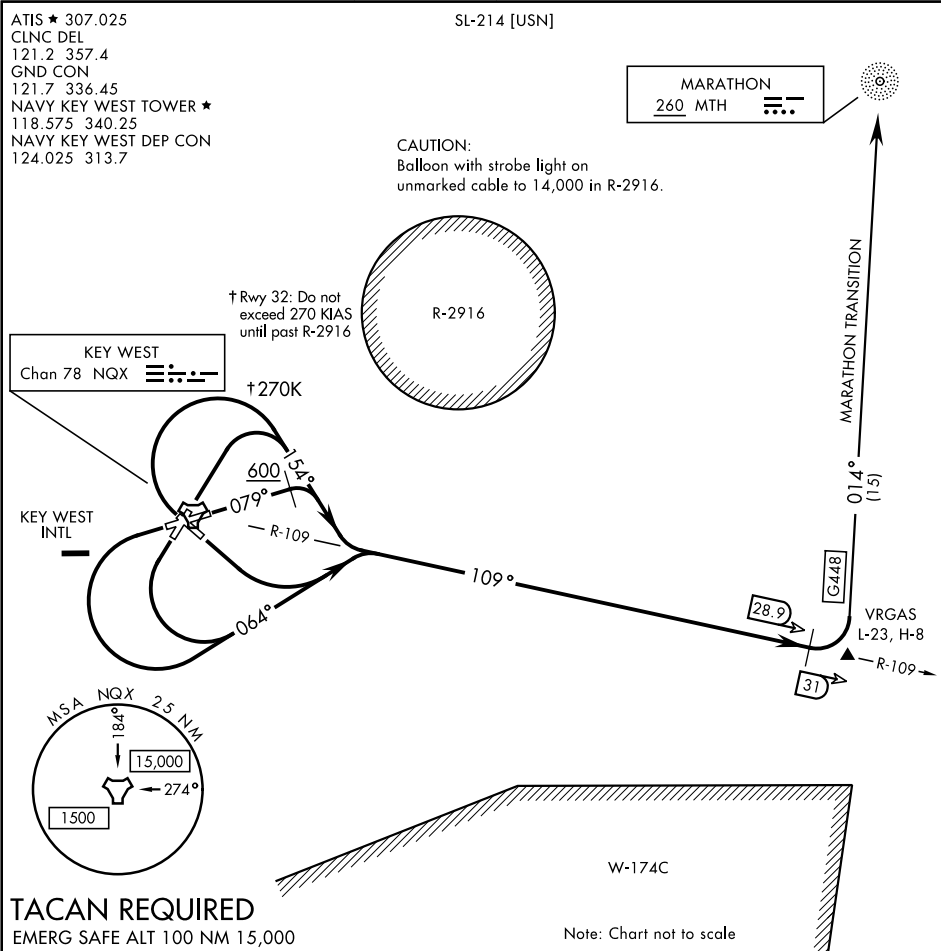 ATIS ★ 307.025
CLNC DEL
121.2 357.4
GND CON
121.7 336.45
NAVY KEY WEST TOWER ★
118.575 340.25
NAVY KEY WEST DEP CON
124.025 313.7
SL-214 [USN]
MARATHON
260 MTH
CAUTION:
Balloon with strobe light on
unmarked cable to 14,000 in R-2916.
R-2916
† Rwy 32: Do not
exceed 270 KIAS
until past R-2916
KEY WEST
Chan 78 NQX
†270K
154°
600
079°
R-109
KEY WEST
INTL
064°
109°
MARATHON TRANSITION
014°
(15)
G448
28.9
VRGAS
L-23, H-8
R-109
31
MSA NQX 25 NM
184°
15,000
274°
1500
W-174C
TACAN REQUIRED
EMERG SAFE ALT 100 NM 15,000
Note: Chart not to scale